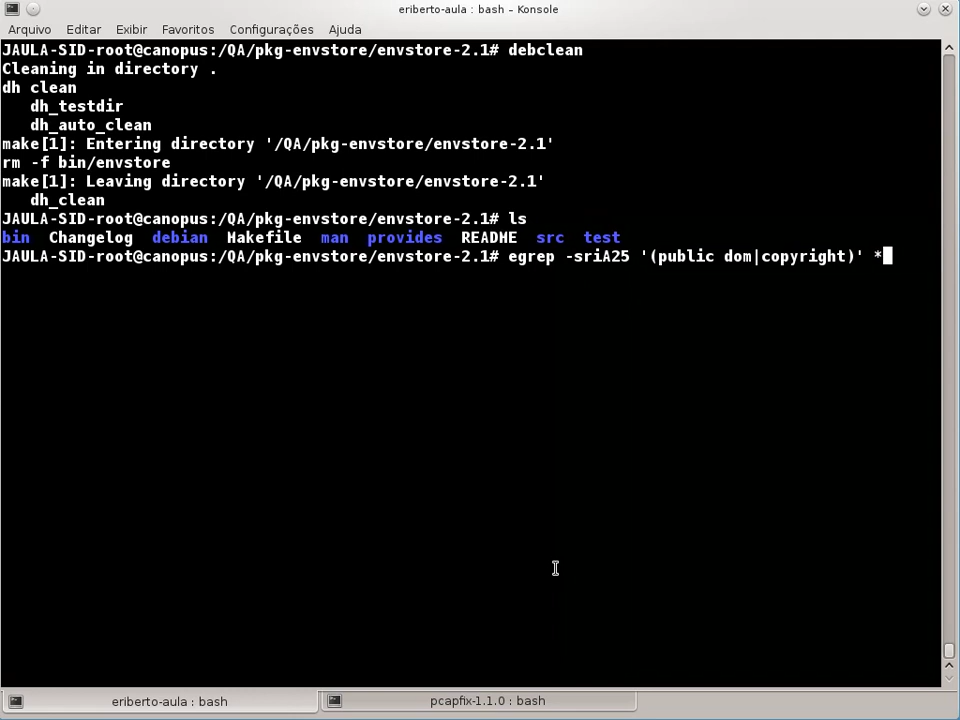 eriberto-aula : bash – Konsole
Arquivo Editar Exibir Favoritos Configurações Ajuda
JAULA-SID-root@canopus:/QA/pkg-envstore/envstore-2.1# debclean
Cleaning in directory .
dh clean
   dh_testdir
   dh_auto_clean
make[1]: Entering directory '/QA/pkg-envstore/envstore-2.1'
rm -f bin/envstore
make[1]: Leaving directory '/QA/pkg-envstore/envstore-2.1'
   dh_clean
JAULA-SID-root@canopus:/QA/pkg-envstore/envstore-2.1# ls
bin  Changelog  debian  Makefile  man  provides  README  src  test
JAULA-SID-root@canopus:/QA/pkg-envstore/envstore-2.1# egrep -sriA25 '(public dom|copyright)' *
eriberto-aula : bash
pcapfix-1.1.0 : bash